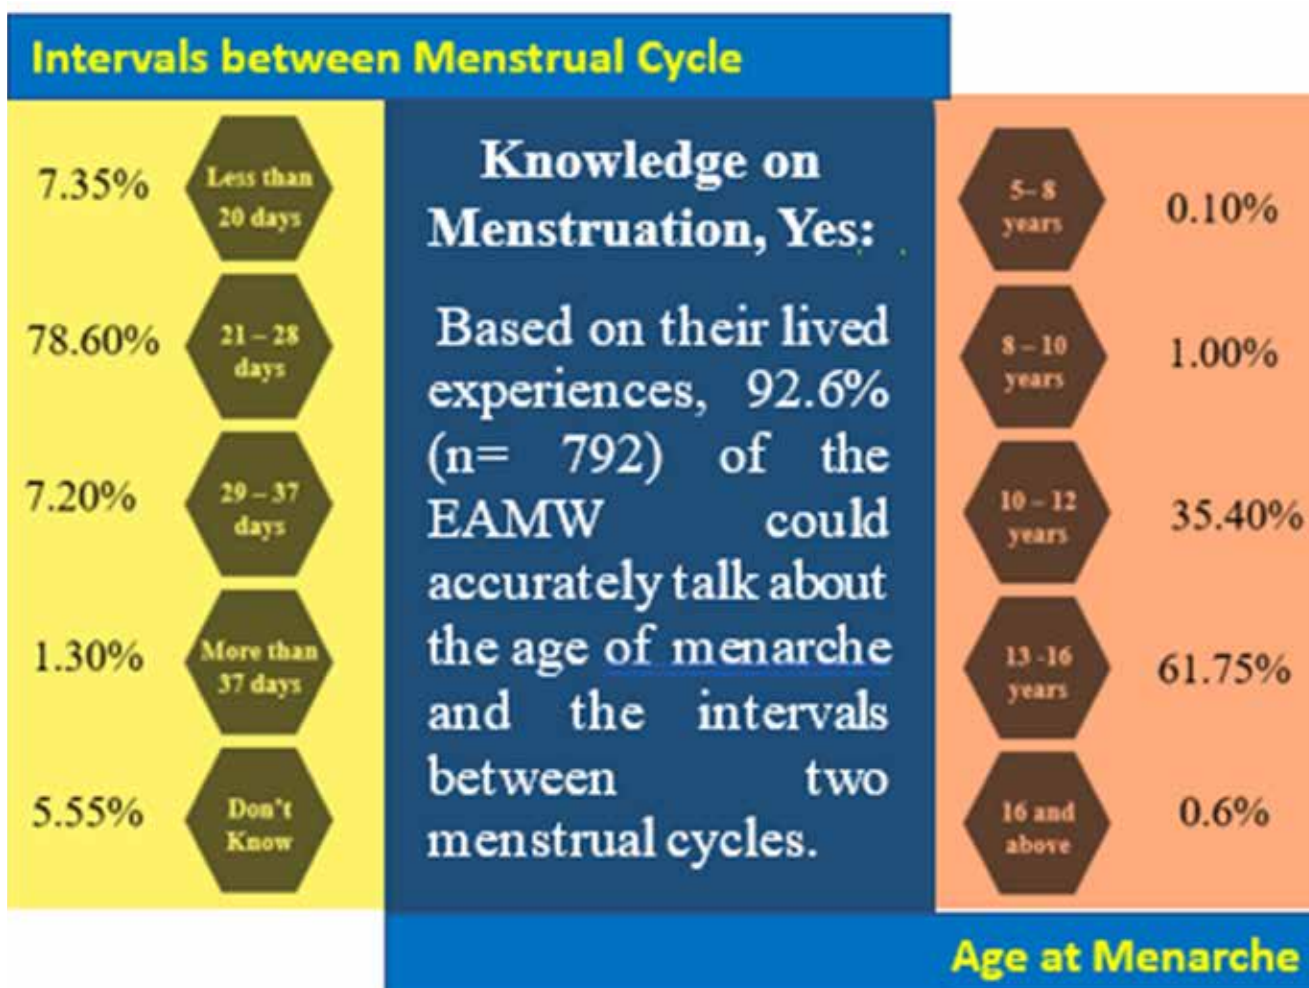 Intervals between Menstrual Cycle
7.35%
Less than
20 days
78.60%
21 – 28
days
7.20%
29 – 37
days
1.30%
More than
37 days
5.55%
Don't
Know
Knowledge on
Menstruation, Yes:
Based on their lived
experiences, 92.6%
(n= 792) of the
EAMW could
accurately talk about
the age of menarche
and the intervals
between two
menstrual cycles.
5– 8
years
0.10%
8 – 10
years
1.00%
10 – 12
years
35.40%
13 -16
years
61.75%
16 and
above
0.6%
Age at Menarche